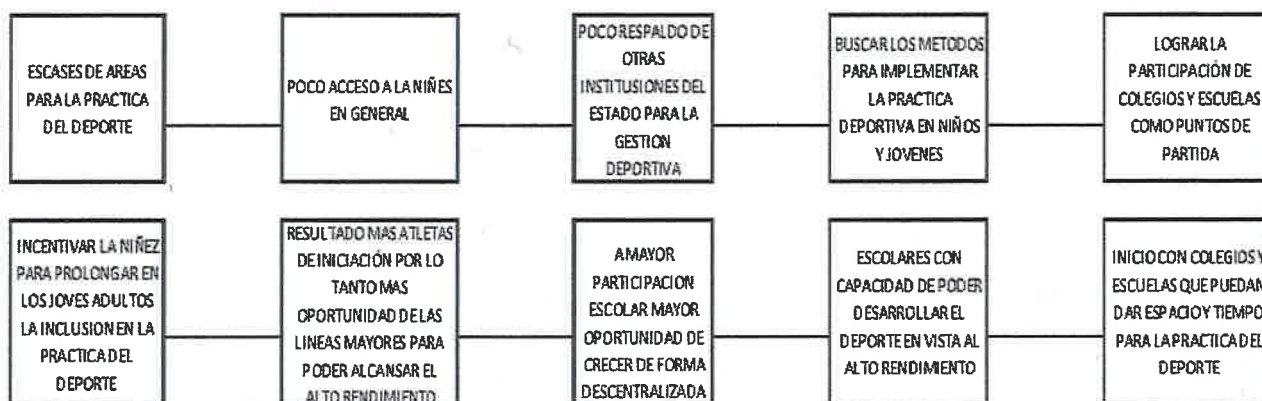 ESCASES DE AREAS
PARA LA PRACTICA
DEL DEPORTE
POCO ACCESO A LA NIÑES
EN GENERAL
POCO RESPALDO DE
OTRAS
INSTITUSIONES DEL
ESTADO PARA LA
GESTION
DEPORTIVA
BUSCAR LOS METODOS
PARA IMPLEMENTAR
LA PRACTICA
DEPORTIVA EN NIÑOS
Y JOVENES
LOGRAR LA
PARTICIPACIÓN DE
COLEGIOS Y ESCUELAS
COMO PUNTOS DE
PARTIDA
INCENTIVAR LA NIÑEZ
PARA PROLONGAR EN
LOS JOVES ADULTOS
LA INCLUSION EN LA
PRACTICA DEL
DEPORTE
RESULTADO MAS ATLETAS
DE INICIACIÓN POR LO
TANTO MAS
OPORTUNIDAD DE LAS
LINEAS MAYORES PARA
PODER ALCANSAR EL
ALTO RENDIMIENTO
A MAYOR
PARTICIPACION
ESCOLAR MAYOR
OPORTUNIDAD DE
CRECER DE FORMA
DESCENTRALIZADA
ESCOLARES CON
CAPACIDAD DE PODER
DESARROLLAR EL
DEPORTE EN VISTA AL
ALTO RENDIMIENTO
INICIO CON COLEGIOS Y
ESCUELAS QUE PUEDAN
DAR ESPACIO Y TIEMPO
PARA LA PRACTICA DEL
DEPORTE